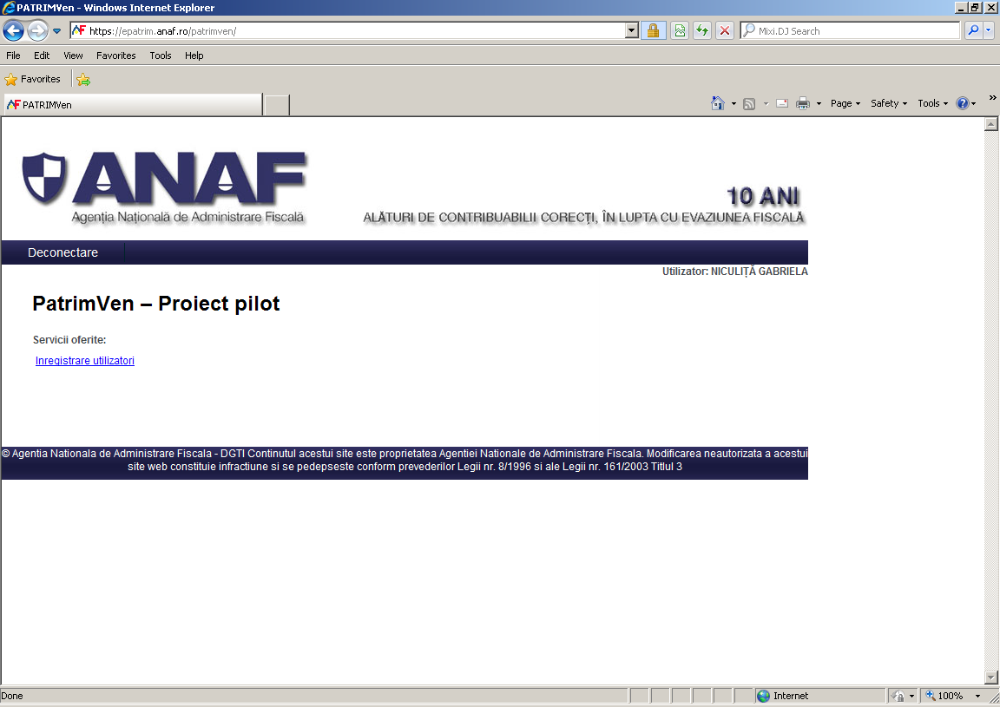 PATRIMVen - Windows Internet Explorer
https://epatrim.anaf.ro/patrimven/
Mixi.DJ Search
File Edit View Favorites Tools Help
Favorites
PATRIMVen
Page Safety Tools »
ANAF
Agenția Națională de Administrare Fiscală
10 ANI
ALĂTURI DE CONTRIBUABILII CORECȚI, ÎN LUPTA CU EVAZIUNEA FISCALĂ
Deconectare
Utilizator: NICULIȚĂ GABRIELA
PatrimVen – Proiect pilot
Servicii oferite:
Inregistrare utilizatori
© Agentia Nationala de Administrare Fiscala - DGTI Continutul acestui site este proprietatea Agentiei Nationale de Administrare Fiscala. Modificarea neautorizata a acestui
site web constituie infractiune si se pedepseste conform prevederilor Legii nr. 8/1996 si ale Legii nr. 161/2003 Titlul 3
Done
Internet
100%